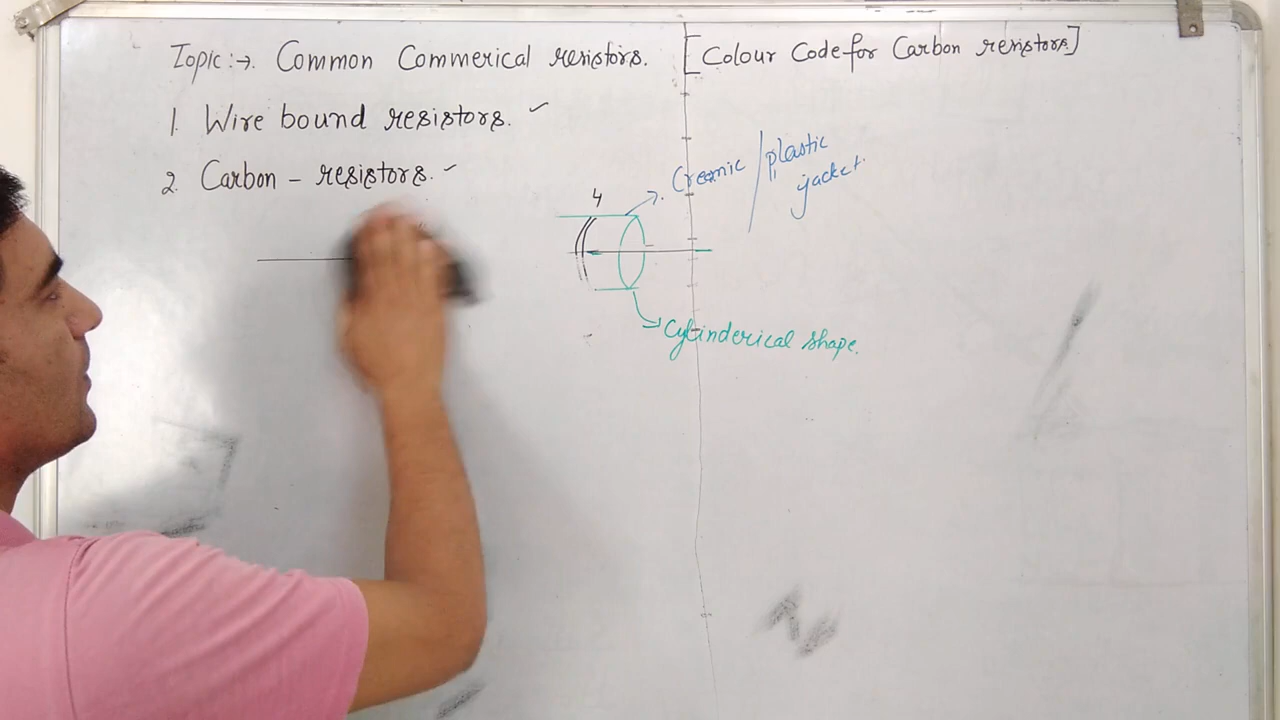 Topic:→. Common Commerical resistors. [Colour Code for Carbon resistors]
1. Wire bound resistors.
2. Carbon - resistors.
Creamic / plastic
jacket.
4
Cylinderical shape.